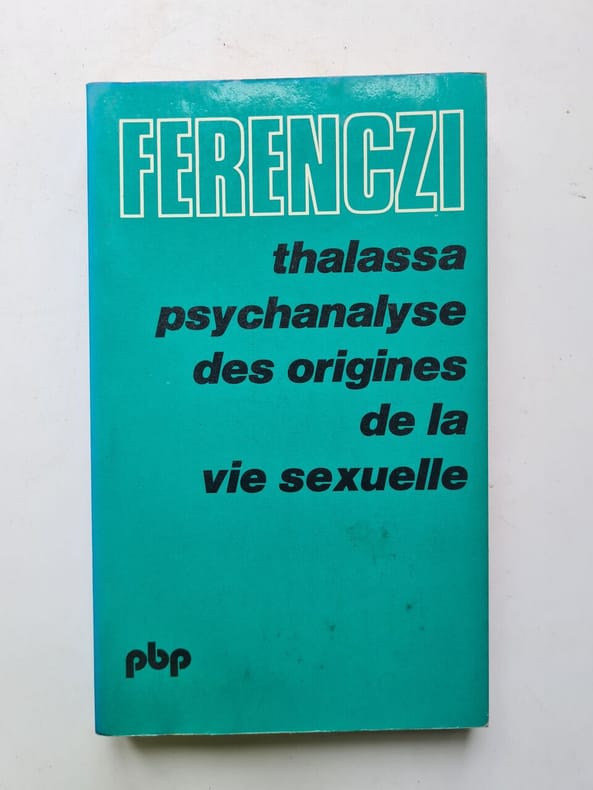 FERENCZI
thalassa
psychanalyse
des origines
de la
vie sexuelle
pbp